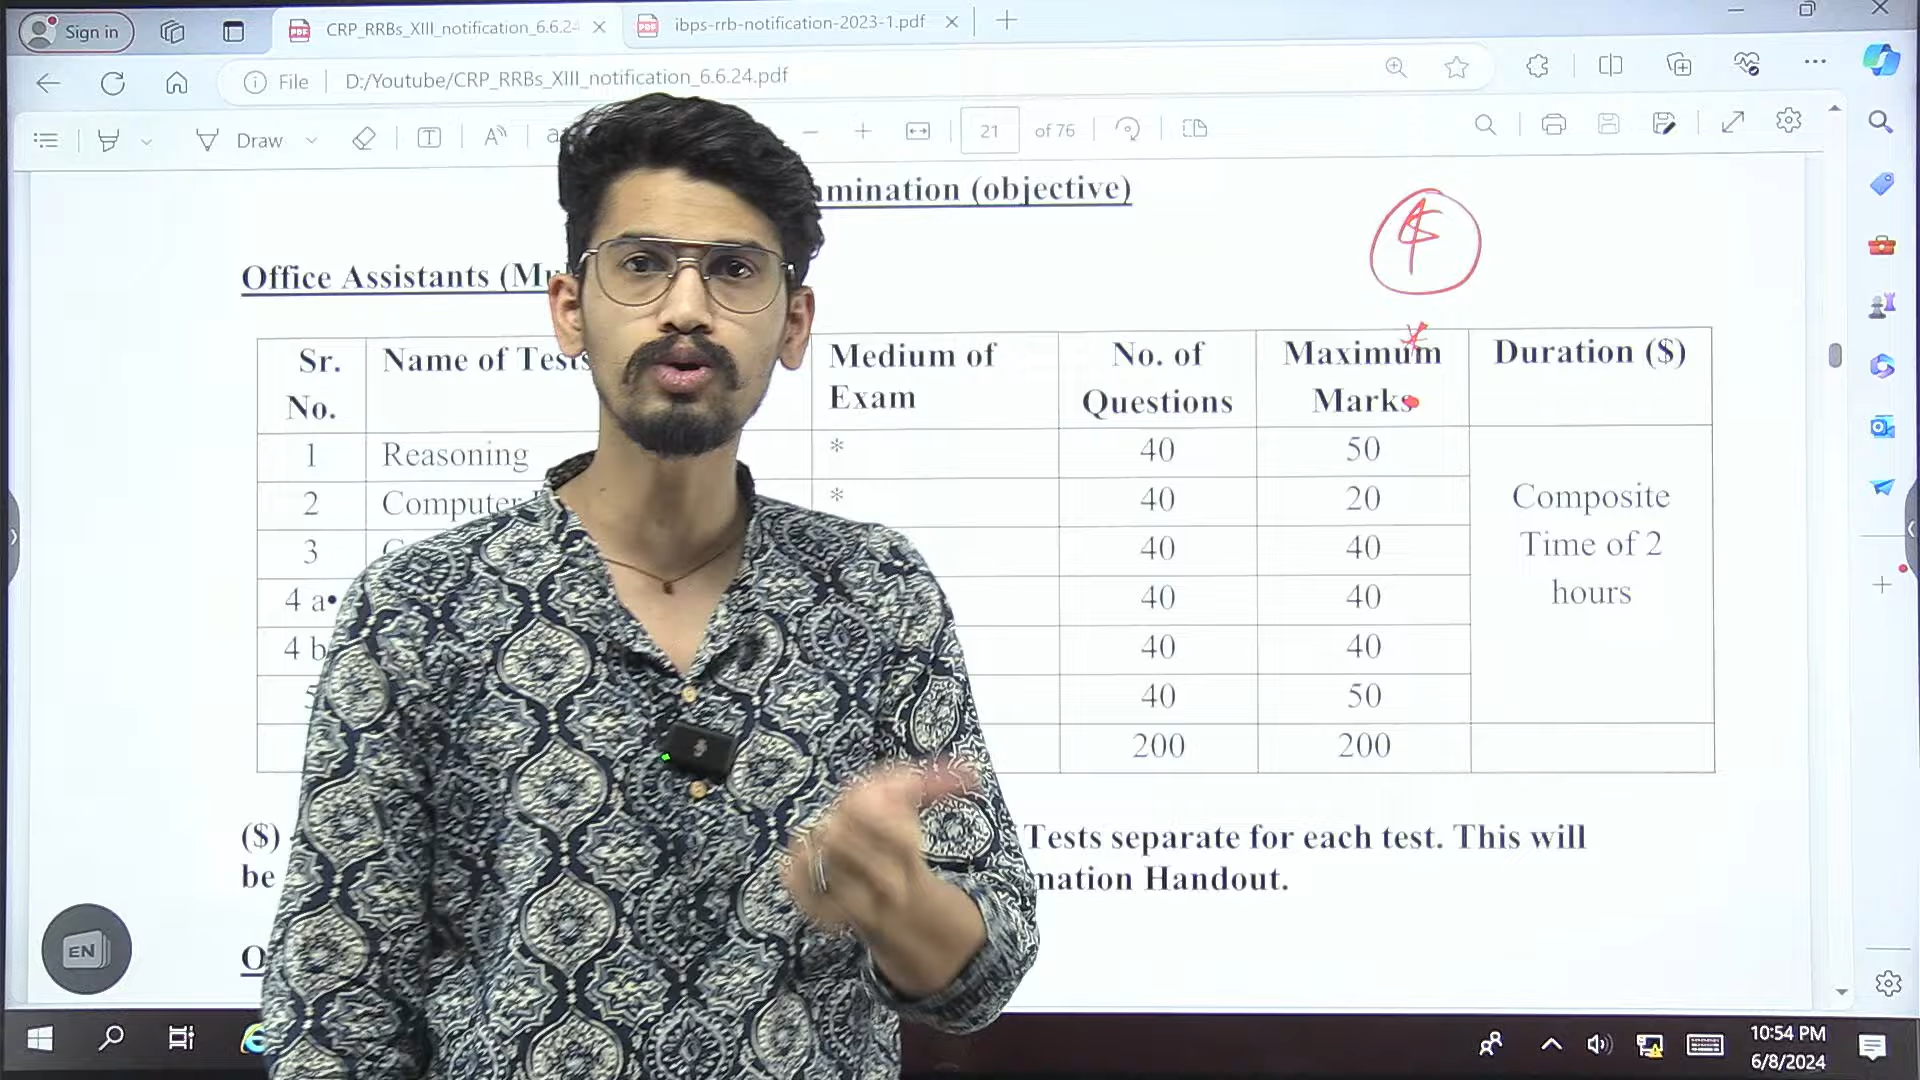 Sign in
CRP_RRBs_XIII_notification_6.6.24
ibps-rrb-notification-2023-1.pdf
File
D:/Youtube/CRP_RRBs_XIII_notification_6.6.24.pdf
Draw
21 of 76
(objective)
Office Assistants
Sr. No. Name of Tests Medium of Exam No. of Questions Maximum Marks Duration ($)
1 Reasoning * 40 50
2 * 40 20
3 40 40
4 a• 40 40
4 b 40 40
40 50
200 200
Composite
Time of 2
hours
($) Tests separate for each test. This will
be Handout.
EN
$
10:54 PM
6/8/2024